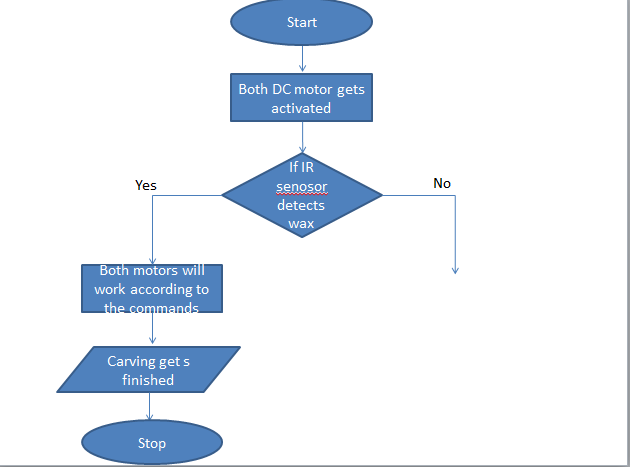 Start
Both DC motor gets
activated
If IR
senosor
detects
wax
Yes
No
Both motors will
work according to
the commands
Carving get s
finished
Stop